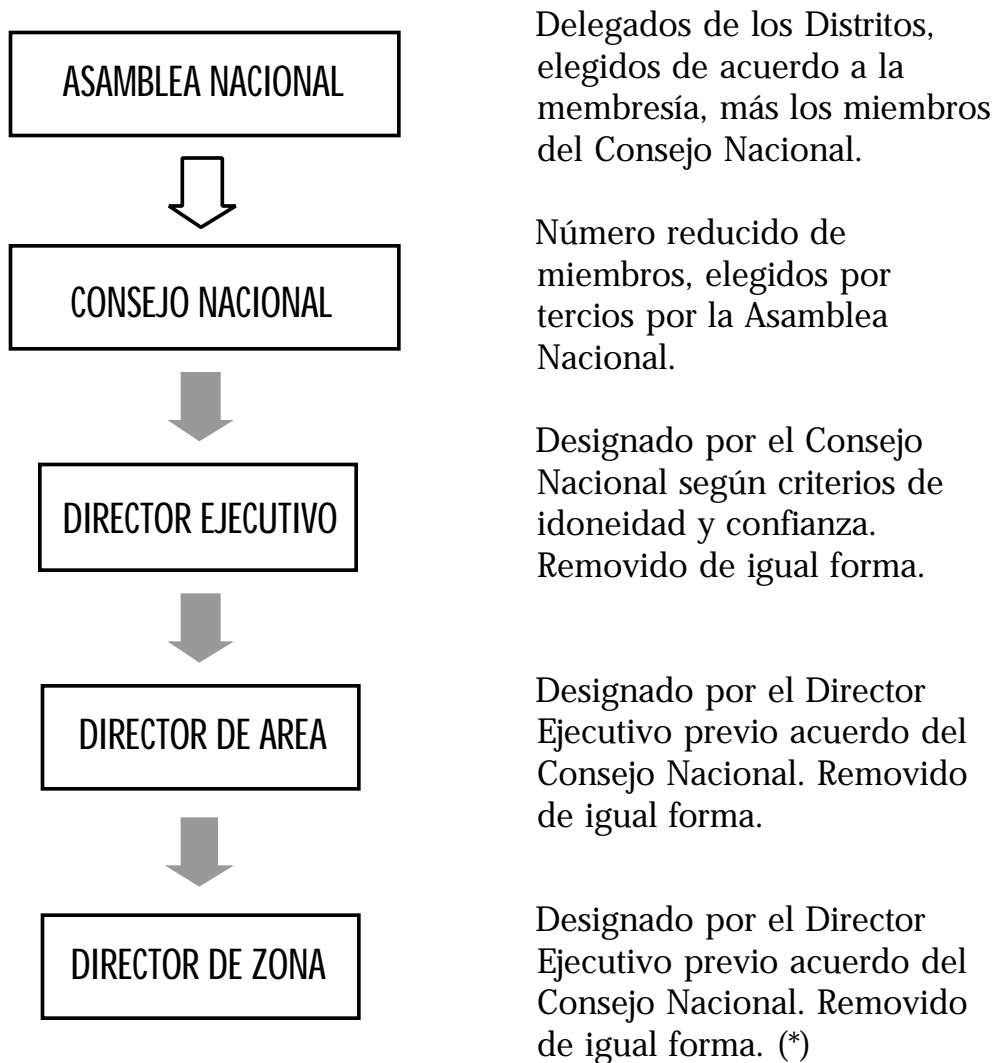 ASAMBLEA NACIONAL
Delegados de los Distritos,
elegidos de acuerdo a la
membresía, más los miembros
del Consejo Nacional.
CONSEJO NACIONAL
Número reducido de
miembros, elegidos por
tercios por la Asamblea
Nacional.
DIRECTOR EJECUTIVO
Designado por el Consejo
Nacional según criterios de
idoneidad y confianza.
Removido de igual forma.
DIRECTOR DE AREA
Designado por el Director
Ejecutivo previo acuerdo del
Consejo Nacional. Removido
de igual forma.
DIRECTOR DE ZONA
Designado por el Director
Ejecutivo previo acuerdo del
Consejo Nacional. Removido
de igual forma. (*)